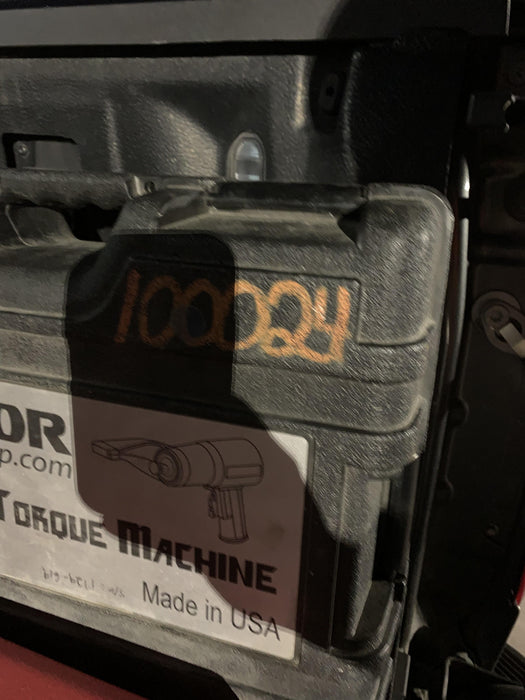 100024
OR
p.com
TORQUE MACHINE
Made in USA